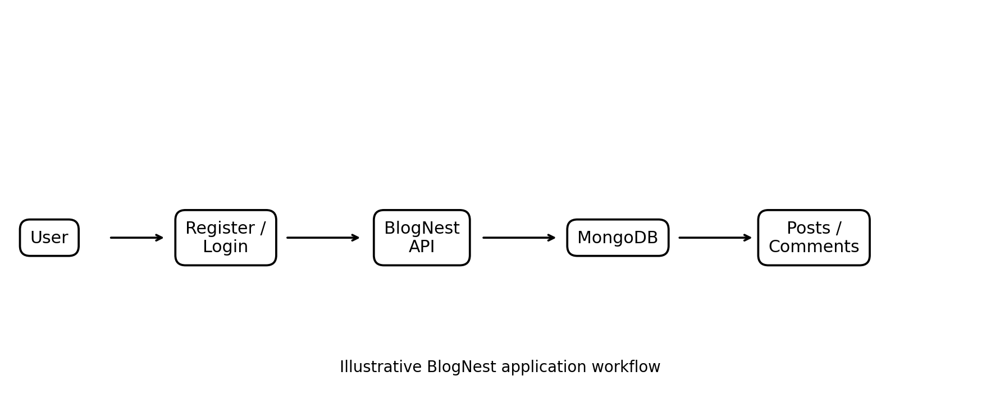 User
Register /
Login
BlogNest
API
MongoDB
Posts /
Comments
Illustrative BlogNest application workflow